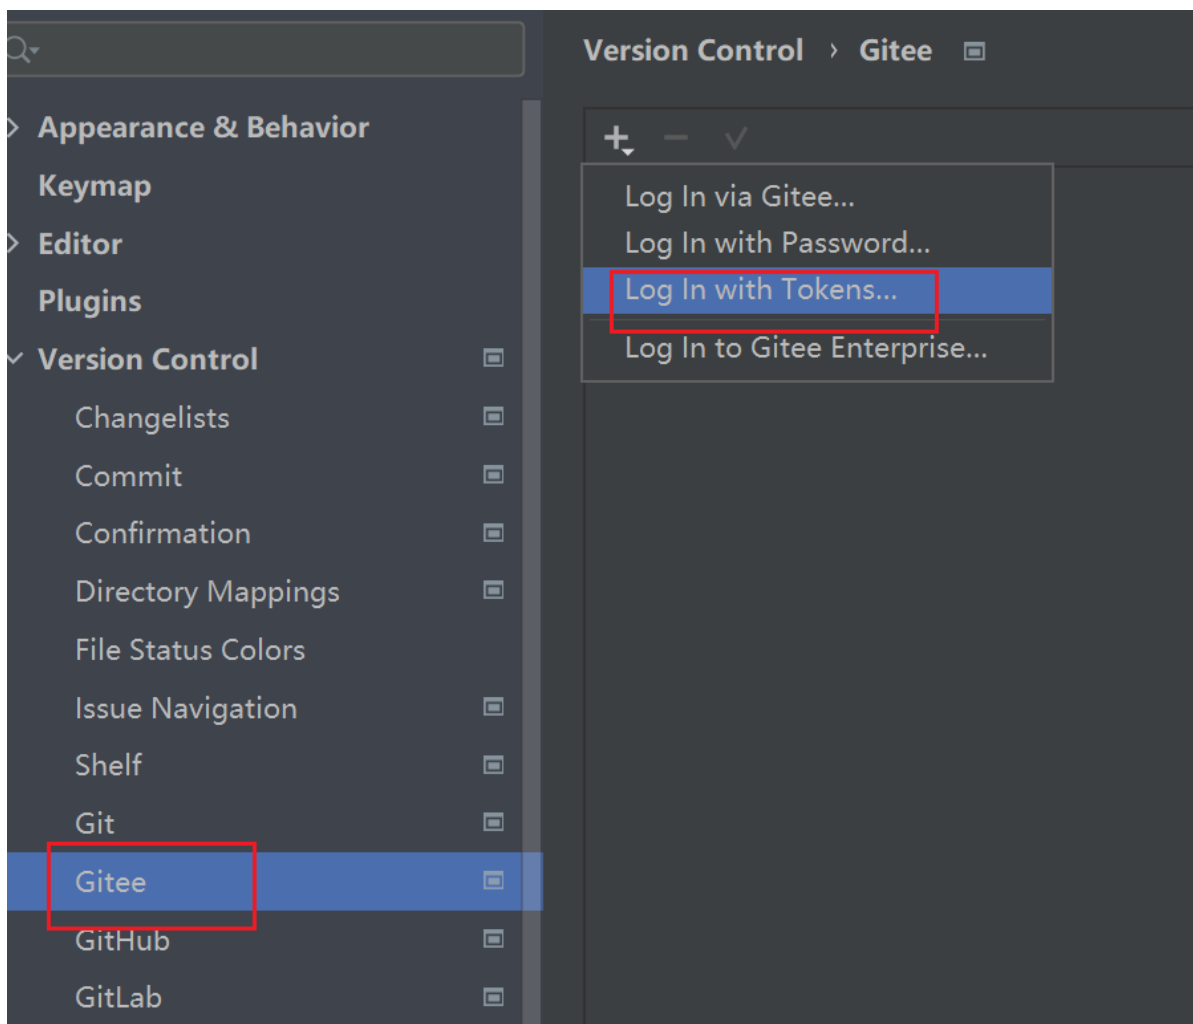 Appearance & Behavior
Keymap
Editor
Plugins
Version Control
Changelists
Commit
Confirmation
Directory Mappings
File Status Colors
Issue Navigation
Shelf
Git
Gitee
GitHub
GitLab
Version Control › Gitee
Log In via Gitee...
Log In with Password...
Log In with Tokens...
Log In to Gitee Enterprise...